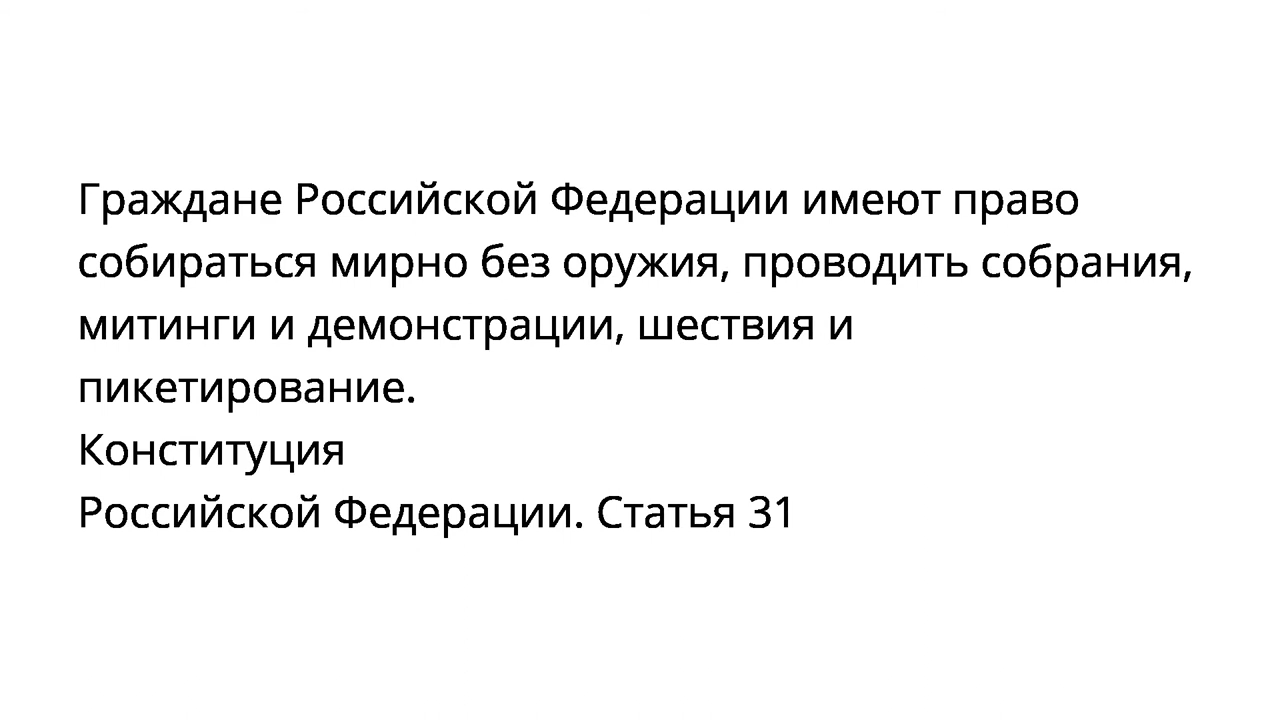 Граждане Российской Федерации имеют право
собираться мирно без оружия, проводить собрания,
митинги и демонстрации, шествия и
пикетирование.
Конституция
Российской Федерации. Статья 31